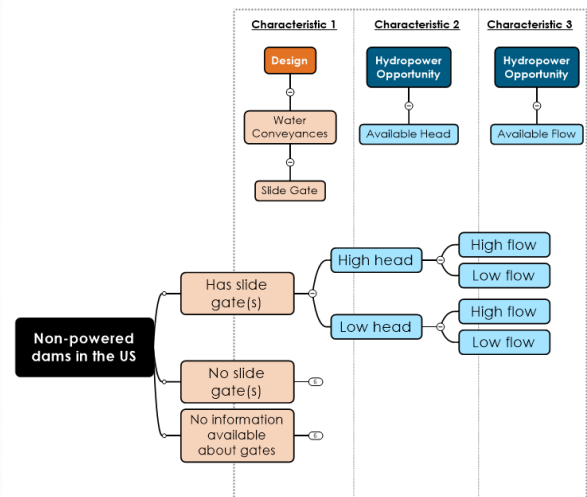 Characteristic 1
Characteristic 2
Characteristic 3
Design
Hydropower
Opportunity
Hydropower
Opportunity
Water
Conveyances
Available Head
Available Flow
Slide Gate
Has slide
gate(s)
High head
High flow
Low flow
Low head
High flow
Low flow
Non-powered
dams in the US
No slide
gate(s)
6
No information
available
about gates
6